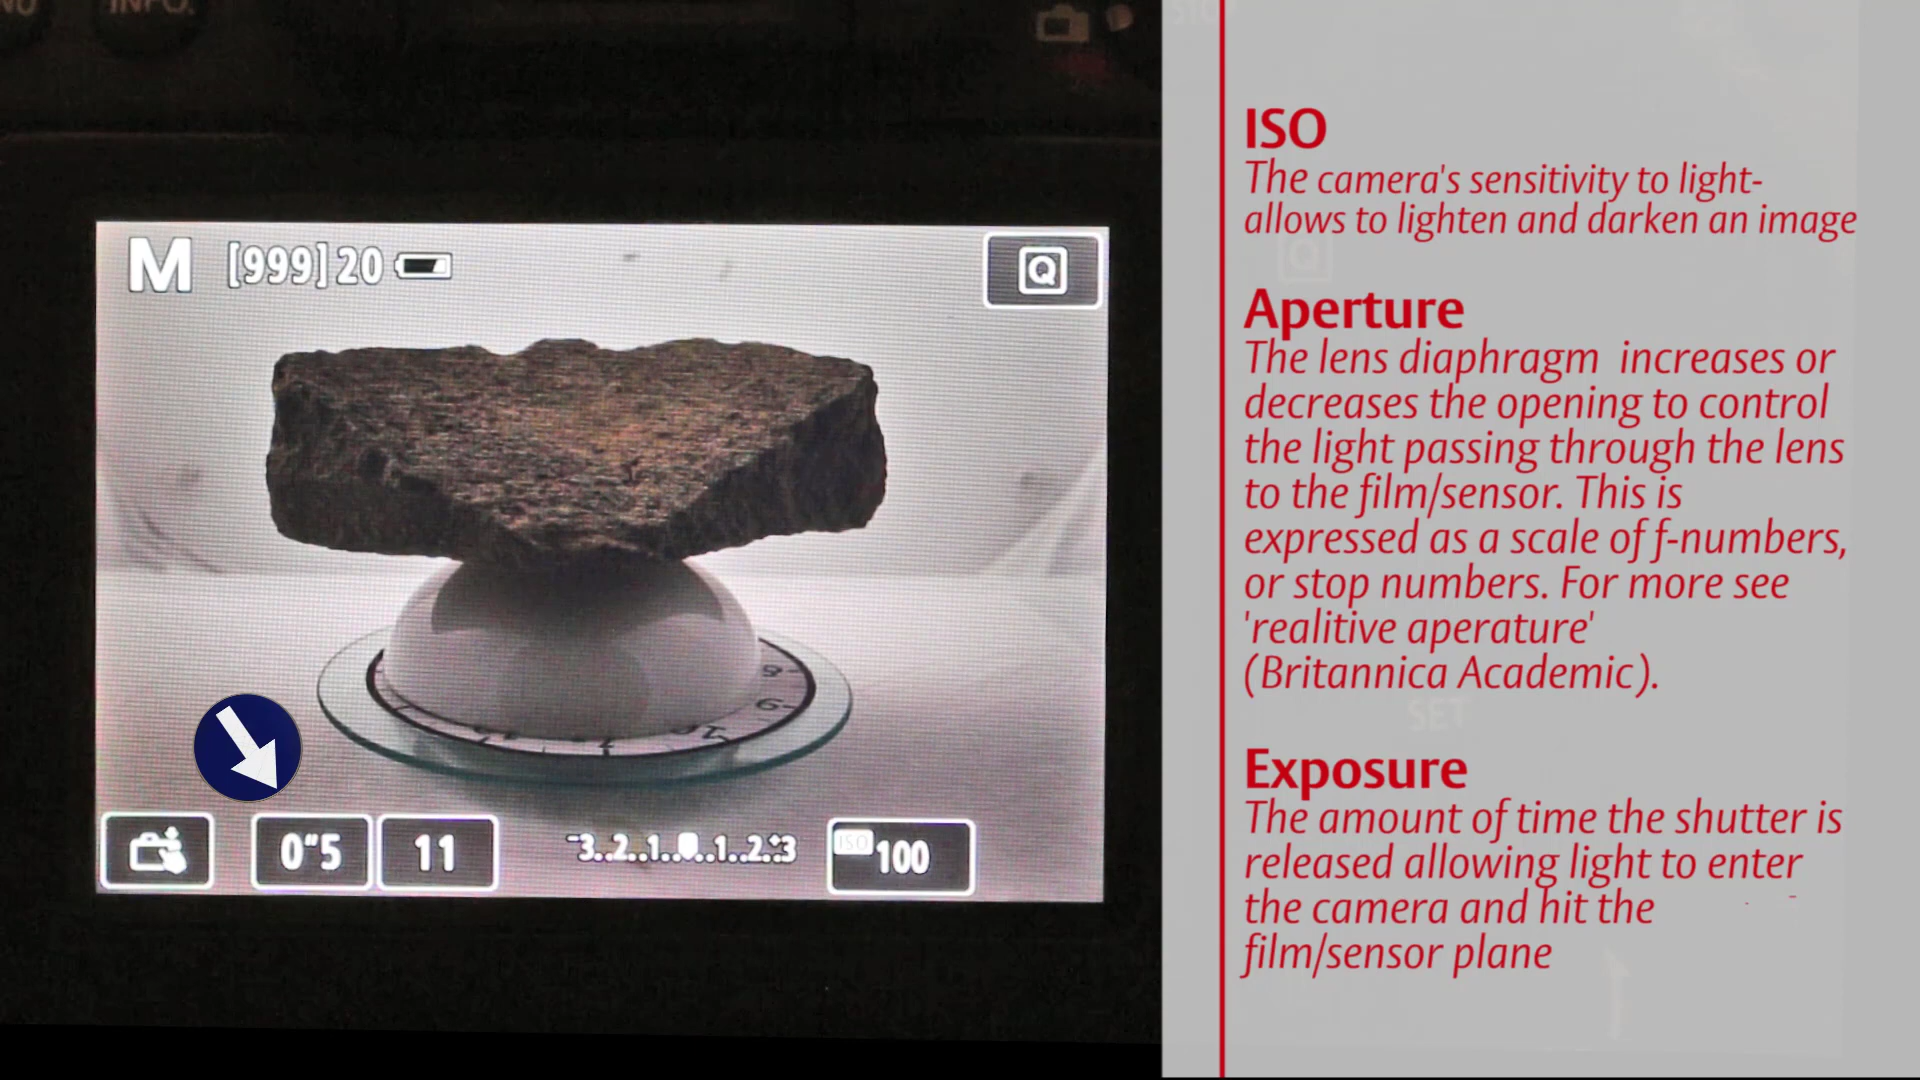 INFO.
M [999] 20
Q
0"5 11 -3..2..1..0..1..2..+3 ISO 100
ISO
The camera's sensitivity to light-
allows to lighten and darken an image
Aperture
The lens diaphragm increases or
decreases the opening to control
the light passing through the lens
to the film/sensor. This is
expressed as a scale of f-numbers,
or stop numbers. For more see
'realitive aperature'
(Britannica Academic).
SET
Exposure
The amount of time the shutter is
released allowing light to enter
the camera and hit the
film/sensor plane